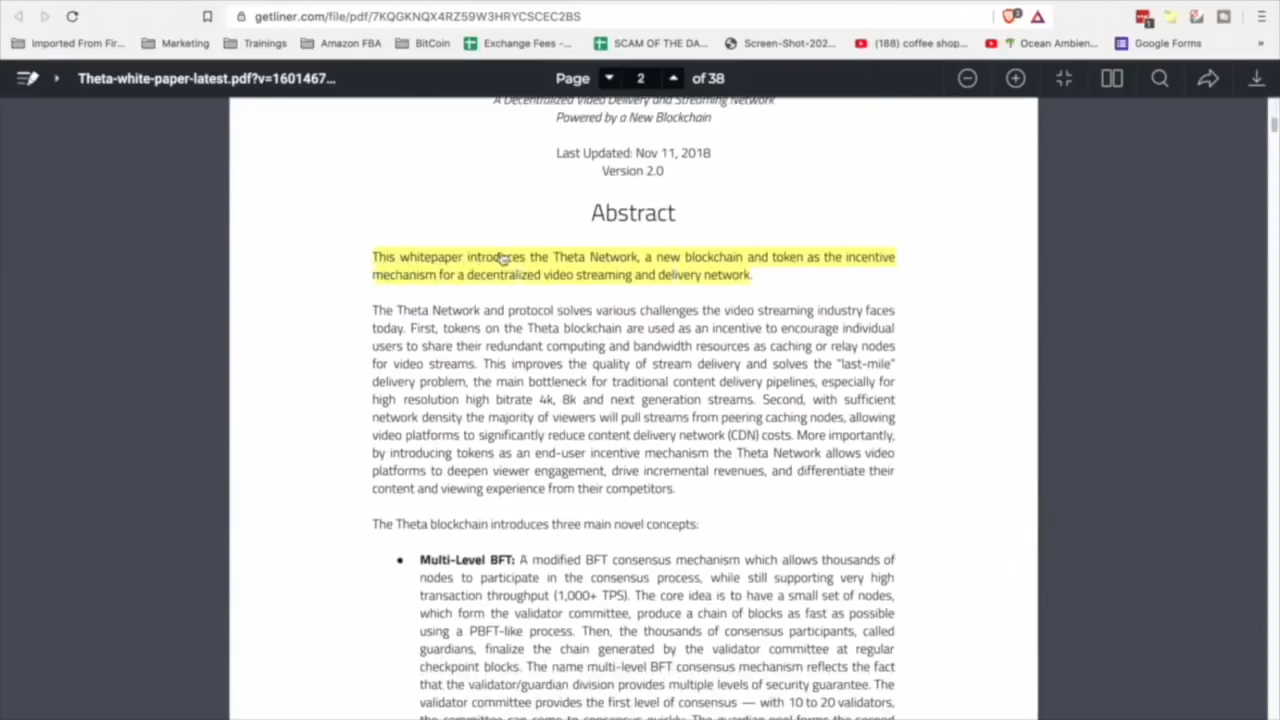 getliner.com/file/pdf/7KQGKNQX4RZ59W3HRYCSCEC2BS
2
1
Imported From Fir... Marketing Trainings Amazon FBA BitCoin Exchange Fees -... SCAM OF THE DA... Screen-Shot-202... (188) coffee shop... Ocean Ambien... Google Forms »
Theta-white-paper-latest.pdf?v=1601467... Page 2 of 38
A Decentralized Video Delivery and Streaming Network
Powered by a New Blockchain
Last Updated: Nov 11, 2018
Version 2.0
Abstract
This whitepaper introduces the Theta Network, a new blockchain and token as the incentive
mechanism for a decentralized video streaming and delivery network.
The Theta Network and protocol solves various challenges the video streaming industry faces
today. First, tokens on the Theta blockchain are used as an incentive to encourage individual
users to share their redundant computing and bandwidth resources as caching or relay nodes
for video streams. This improves the quality of stream delivery and solves the "last-mile"
delivery problem, the main bottleneck for traditional content delivery pipelines, especially for
high resolution high bitrate 4k, 8k and next generation streams. Second, with sufficient
network density the majority of viewers will pull streams from peering caching nodes, allowing
video platforms to significantly reduce content delivery network (CDN) costs. More importantly,
by introducing tokens as an end-user incentive mechanism the Theta Network allows video
platforms to deepen viewer engagement, drive incremental revenues, and differentiate their
content and viewing experience from their competitors.
The Theta blockchain introduces three main novel concepts:
● Multi-Level BFT: A modified BFT consensus mechanism which allows thousands of
nodes to participate in the consensus process, while still supporting very high
transaction throughput (1,000+ TPS). The core idea is to have a small set of nodes,
which form the validator committee, produce a chain of blocks as fast as possible
using a PBFT-like process. Then, the thousands of consensus participants, called
guardians, finalize the chain generated by the validator committee at regular
checkpoint blocks. The name multi-level BFT consensus mechanism reflects the fact
that the validator/guardian division provides multiple levels of security guarantee. The
validator committee provides the first level of consensus — with 10 to 20 validators,
the committee can come to consensus quickly. The guardian pool forms the second